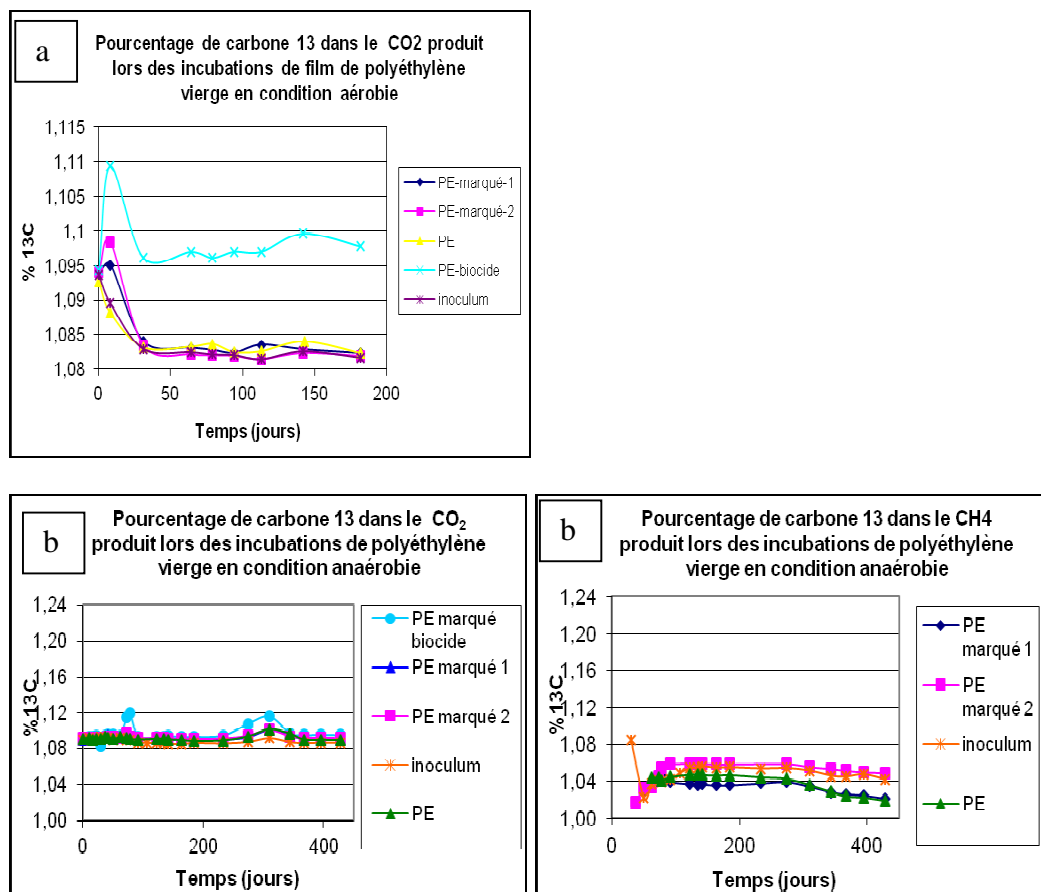 a
Pourcentage de carbone 13 dans le CO2 produit
lors des incubations de film de polyéthylène
vierge en condition aérobie
% 13C
1,115
1,11
1,105
1,1
1,095
1,09
1,085
1,08
0 50 100 150 200
Temps (jours)
PE-marqué-1
PE-marqué-2
PE
PE-biocide
inoculum
b
Pourcentage de carbone 13 dans le CO2
produit lors des incubations de polyéthylène
vierge en condition anaérobie
%13C
1,24
1,20
1,16
1,12
1,08
1,04
1,00
0 200 400
Temps (jours)
PE marqué
biocide
PE marqué 1
PE marqué 2
inoculum
PE
b
Pourcentage de carbone 13 dans le CH4
produit lors des incubations de polyéthylène
vierge en condition anaérobie
%13C
1,24
1,20
1,16
1,12
1,08
1,04
1,00
0 200 400
Temps (jours)
PE
marqué 1
PE
marqué 2
inoculum
PE